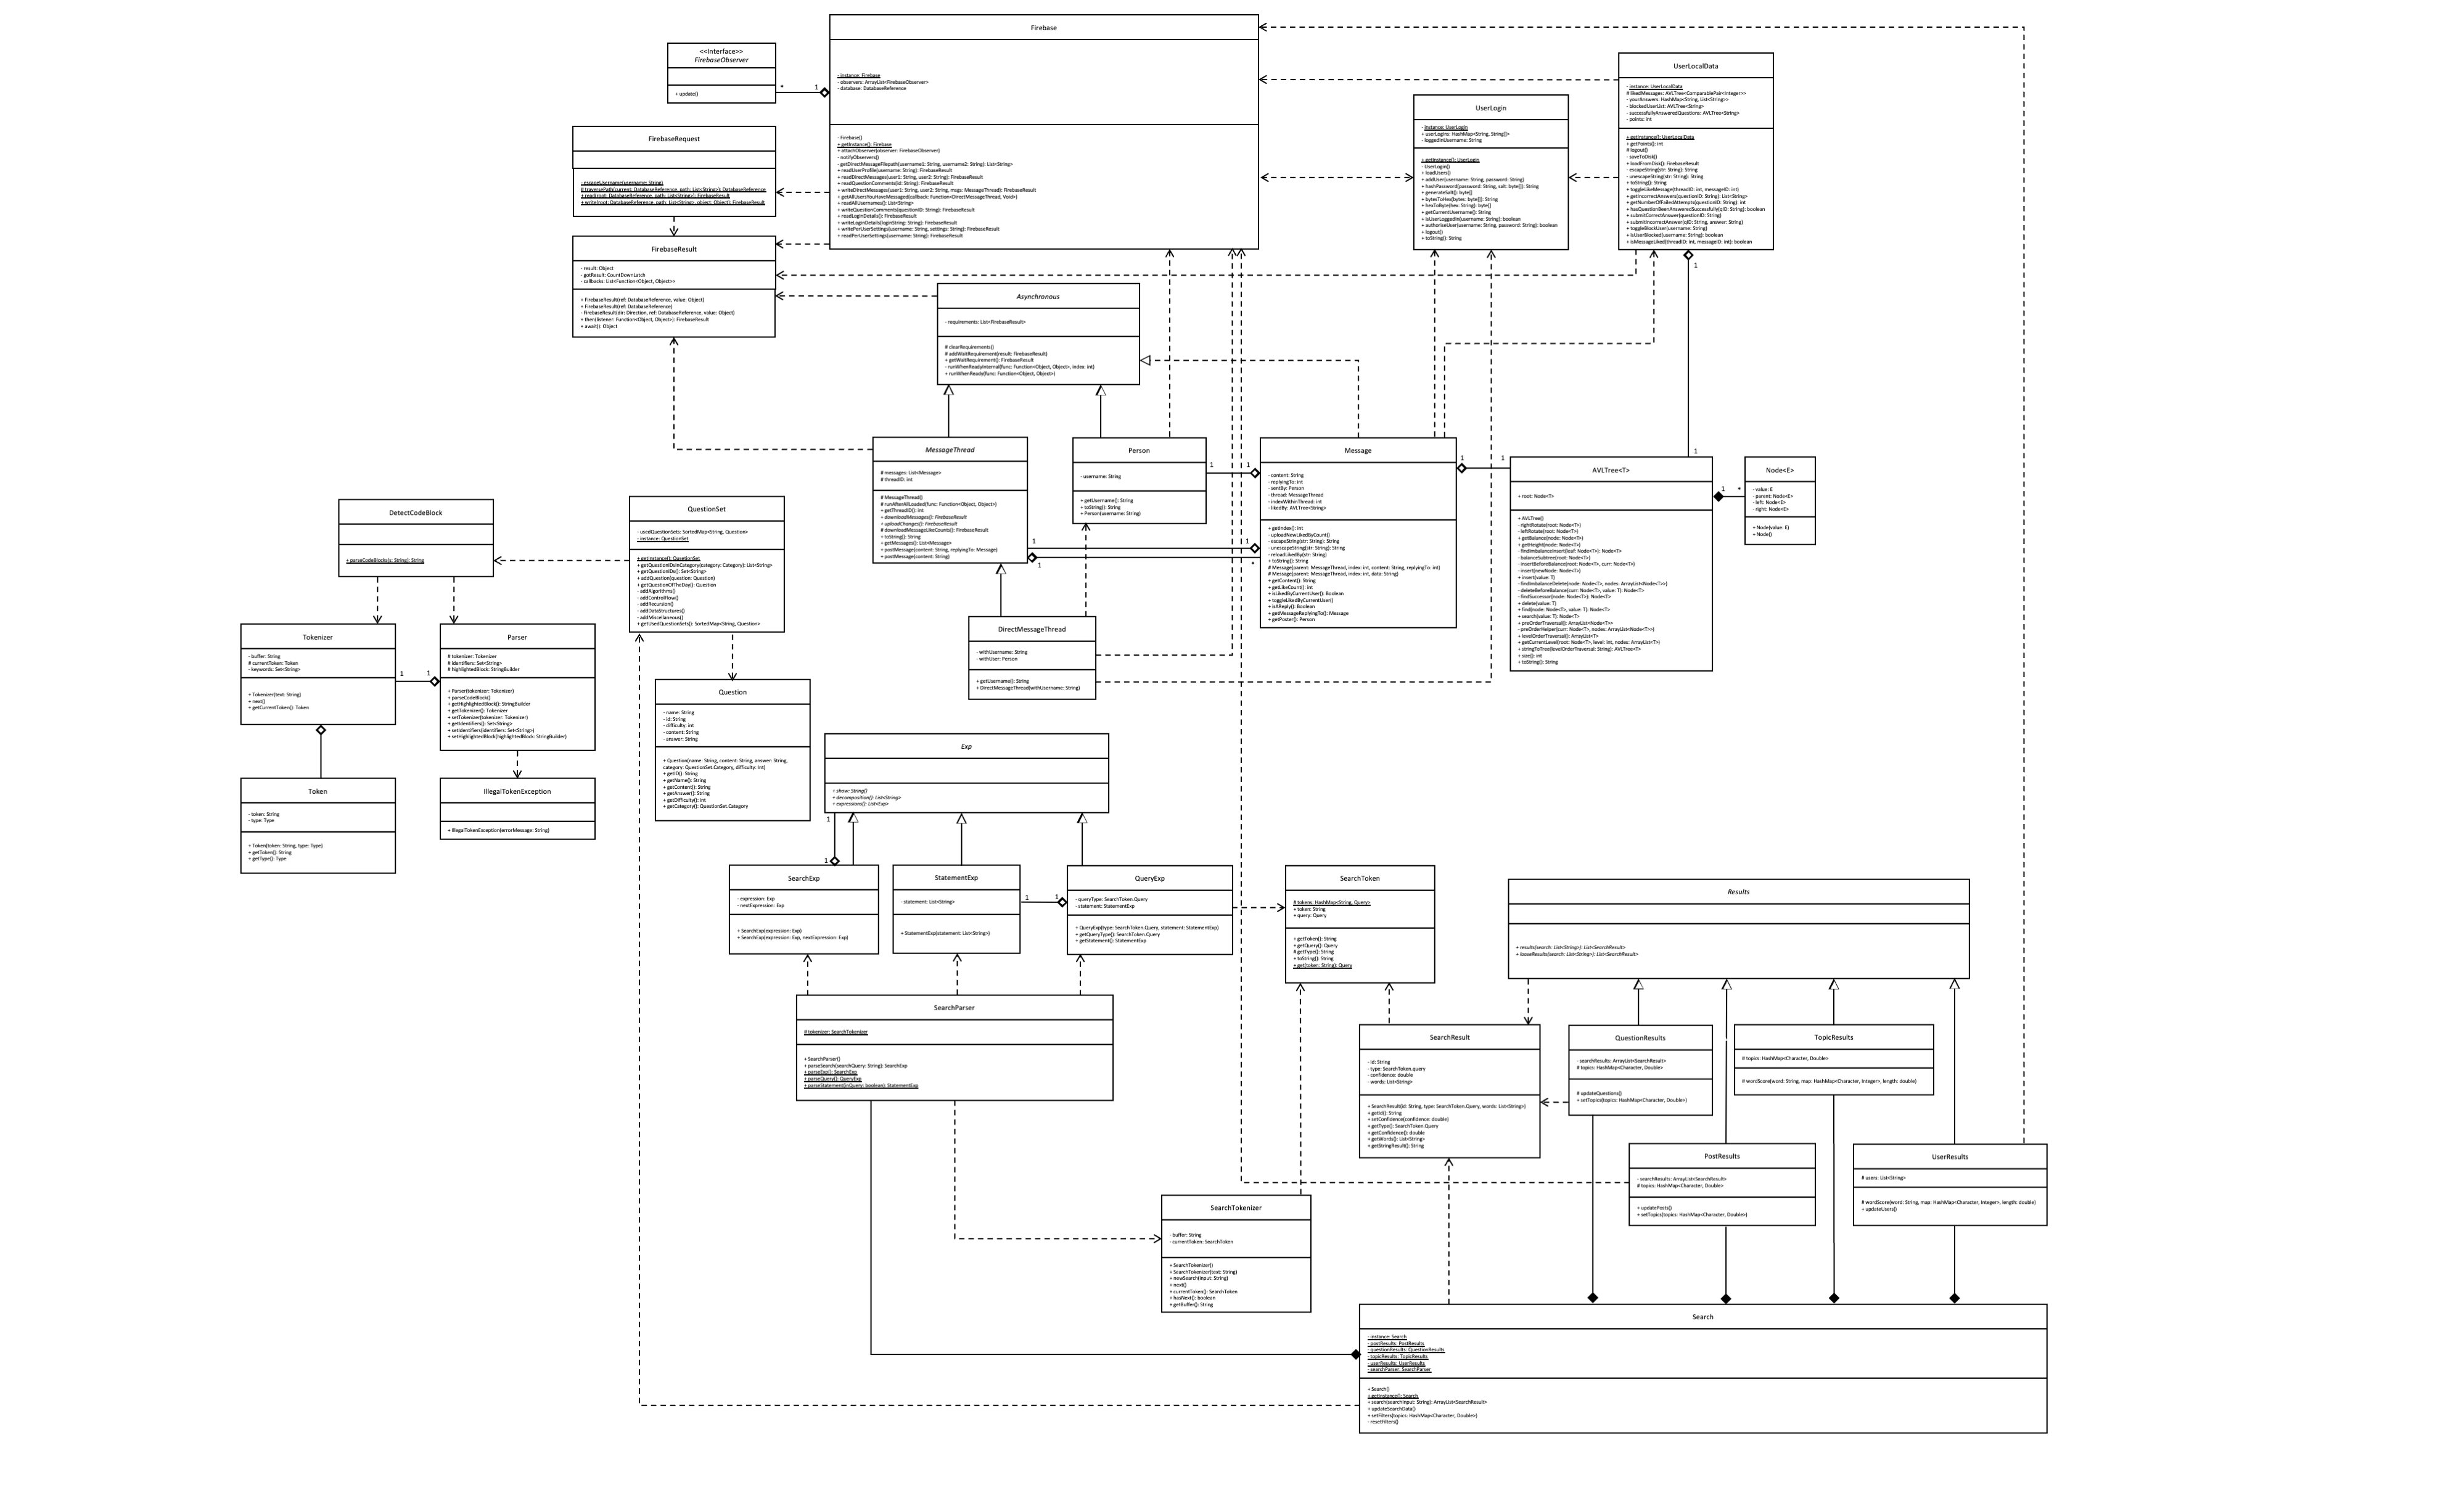 Firebase
- instance: Firebase
- observers: ArrayList<FirebaseObserver>
- database: DatabaseReference
- Firebase()
+ getInstance(): Firebase
+ attachObserver(observer: FirebaseObserver)
- notifyObservers()
- getDirectMessageFilepath(username1: String, username2: String): List<String>
+ readUserProfile(username: String): FirebaseResult
+ readDirectMessages(user1: String, user2: String): FirebaseResult
+ readQuestionComments(id: String): FirebaseResult
+ writeDirectMessages(user1: String, user2: String, msgs: MessageThread): FirebaseResult
+ getAllUsersYouHaveMessaged(callback: Function<DirectMessageThread, Void>)
+ readAllUsernames(): List<String>
+ writeQuestionComments(questionID: String): FirebaseResult
+ readLoginDetails(): FirebaseResult
+ writeLoginDetails(loginString: String): FirebaseResult
+ writePerUserSettings(username: String, settings: String): FirebaseResult
+ readPerUserSettings(username: String): FirebaseResult
<<Interface>>
FirebaseObserver
+ update()
*
1
UserLocalData
- instance: UserLocalData
# likedMessages: AVLTree<ComparablePair<Integer>>
- yourAnswers: HashMap<String, List<String>>
- blockedUserList: AVLTree<String>
- successfullyAnsweredQuestions: AVLTree<String>
- points: int
+ getInstance(): UserLocalData
+ getPoints(): int
# logout()
- saveToDisk()
+ loadFromDisk(): FirebaseResult
- escapeString(str: String): String
- unescapeString(str: String): String
+ toString(): String
+ toggleLikeMessage(threadID: int, messageID: int)
+ getIncorrectAnswers(questionID: String): List<String>
+ getNumberOfFailedAttempts(questionID: String): int
+ hasQuestionBeenAnsweredSuccessfully(qID: String): boolean
+ submitCorrectAnswer(questionID: String)
+ submitIncorrectAnswer(qID: String, answer: String)
+ toggleBlockUser(username: String)
+ isUserBlocked(username: String): boolean
+ isMessageLiked(threadID: int, messageID: int): boolean
1
UserLogin
- instance: UserLogin
+ userLogins: HashMap<String, String[]>
- loggedInUsername: String
+ getInstance(): UserLogin
- UserLogin()
+ loadUsers()
+ addUser(username: String, password: String)
+ hashPassword(password: String, salt: byte[]): String
+ generateSalt(): byte[]
+ bytesToHex(bytes: byte[]): String
+ hexToByte(hex: String): byte[]
+ getCurrentUsername(): String
+ isUserLoggedIn(username: String): boolean
+ authoriseUser(username: String, password: String): boolean
+ logout()
+ toString(): String
FirebaseRequest
- escapeUsername(username: String)
# traversePath(current: DatabaseReference, path: List<String>): DatabaseReference
+ read(root: DatabaseReference, path: List<String>): FirebaseResult
+ write(root: DatabaseReference, path: List<String>, object: Object): FirebaseResult
FirebaseResult
- result: Object
- gotResult: CountDownLatch
- callbacks: List<Function<Object, Object>>
+ FirebaseResult(ref: DatabaseReference, value: Object)
+ FirebaseResult(ref: DatabaseReference)
- FirebaseResult(dir: Direction, ref: DatabaseReference, value: Object)
+ then(listener: Function<Object, Object>): FirebaseResult
+ await(): Object
Asynchronous
- requirements: List<FirebaseResult>
# clearRequirements()
# addWaitRequirement(result: FirebaseResult)
+ getWaitRequirement(): FirebaseResult
- runWhenReadyInternal(func: Function<Object, Object>, index: int)
+ runWhenReady(func: Function<Object, Object>)
MessageThread
# messages: List<Message>
# threadID: int
# MessageThread()
# runAfterAllLoaded(func: Function<Object, Object>)
+ getThreadID(): int
+ downloadMessages(): FirebaseResult
+ uploadChanges(): FirebaseResult
# downloadMessageLikeCounts(): FirebaseResult
+ toString(): String
+ getMessages(): List<Message>
+ postMessage(content: String, replyingTo: Message)
+ postMessage(content: String)
1
1
Person
- username: String
+ getUsername(): String
+ toString(): String
+ Person(username: String)
1
1
1
*
Message
- content: String
- replyingTo: int
- sentBy: Person
- thread: MessageThread
- indexWithinThread: int
- likedBy: AVLTree<String>
+ getIndex(): int
- uploadNewLikedByCount()
- escapeString(str: String): String
- unescapeString(str: String): String
- reloadLikedBy(str: String)
+ toString(): String
# Message(parent: MessageThread, index: int, content: String, replyingTo: int)
# Message(parent: MessageThread, index: int, data: String)
+ getContent(): String
+ getLikeCount(): int
+ isLikedByCurrentUser(): Boolean
+ toggleLikedByCurrentUser()
+ isAReply(): Boolean
+ getMessageReplyingTo(): Message
+ getPoster(): Person
1
1
1
AVLTree<T>
+ root: Node<T>
+ AVLTree()
- rightRotate(root: Node<T>)
- leftRotate(root: Node<T>)
+ getBalance(node: Node<T>)
+ getHeight(node: Node<T>)
- findImbalanceInsert(leaf: Node<T>): Node<T>
- balanceSubtree(root: Node<T>)
- insertBeforeBalance(root: Node<T>, curr: Node<T>)
- insert(newNode: Node<T>)
+ insert(value: T)
- findImbalanceDelete(node: Node<T>, nodes: ArrayList<Node<T>>)
- deleteBeforeBalance(curr: Node<T>, value: T): Node<T>
- findSuccessor(node: Node<T>): Node<T>
+ delete(value: T)
+ find(node: Node<T>, value: T): Node<T>
+ search(value: T): Node<T>
+ preOrderTraversal(): ArrayList<Node<T>>
- preOrderHelper(curr: Node<T>, nodes: ArrayList<Node<T>>)
+ levelOrderTraversal(): ArrayList<T>
+ getCurrentLevel(root: Node<T>, level: int, nodes: ArrayList<T>)
+ stringToTree(levelOrderTraversal: String): AVLTree<T>
+ size(): int
+ toString(): String
1
*
Node<E>
- value: E
- parent: Node<E>
- left: Node<E>
- right: Node<E>
+ Node(value: E)
+ Node()
DetectCodeBlock
+ parseCodeBlocks(s: String): String
QuestionSet
- usedQuestionSets: SortedMap<String, Question>
- instance: QuestionSet
+ getInstance(): QuestionSet
+ getQuestionIDsInCategory(category: Category): List<String>
+ getQuestionIDs(): Set<String>
+ addQuestion(question: Question)
+ getQuestionOfTheDay(): Question
- addAlgorithms()
- addControlFlow()
- addRecursion()
- addDataStructures()
- addMiscellaneous()
+ getUsedQuestionSets(): SortedMap<String, Question>
DirectMessageThread
- withUsername: String
- withUser: Person
+ getUsername(): String
+ DirectMessageThread(withUsername: String)
Tokenizer
- buffer: String
# currentToken: Token
- keywords: Set<String>
+ Tokenizer(text: String)
+ next()
+ getCurrentToken(): Token
1
1
Parser
# tokenizer: Tokenizer
# identifiers: Set<String>
# highlightedBlock: StringBuilder
+ Parser(tokenizer: Tokenizer)
+ parseCodeBlock()
+ getHighlightedBlock(): StringBuilder
+ getTokenizer(): Tokenizer
+ setTokenizer(tokenizer: Tokenizer)
+ getIdentifiers(): Set<String>
+ setIdentifiers(identifiers: Set<String>)
+ setHighlightedBlock(highlightedBlock: StringBuilder)
Question
- name: String
- id: String
- difficulty: int
- content: String
- answer: String
+ Question(name: String, content: String, answer: String,
category: QuestionSet.Category, difficulty: Int)
+ getID(): String
+ getName(): String
+ getContent(): String
+ getAnswer(): String
+ getDifficulty(): int
+ getCategory(): QuestionSet.Category
Token
- token: String
- type: Type
+ Token(token: String, type: Type)
+ getToken(): String
+ getType(): Type
IllegalTokenException
+ IllegalTokenException(errorMessage: String)
Exp
+ show: String()
+ decomposition(): List<String>
+ expressions(): List<Exp>
1
1
SearchExp
- expression: Exp
- nextExpression: Exp
+ SearchExp(expression: Exp)
+ SearchExp(expression: Exp, nextExpression: Exp)
StatementExp
- statement: List<String>
+ StatementExp(statement: List<String>)
1
1
QueryExp
- queryType: SearchToken.Query
- statement: StatementExp
+ QueryExp(type: SearchToken.Query, statement: StatementExp)
+ getQueryType(): SearchToken.Query
+ getStatement(): StatementExp
SearchToken
# tokens: HashMap<String, Query>
+ token: String
+ query: Query
+ getToken(): String
+ getQuery(): Query
# getType(): String
+ toString(): String
+ get(token: String): Query
Results
+ results(search: List<String>): List<SearchResult>
+ looseResults(search: List<String>): List<SearchResult>
SearchParser
# tokenizer: SearchTokenizer
+ SearchParser()
+ parseSearch(searchQuery: String): SearchExp
+ parseExp(): SearchExp
+ parseQuery(): QueryExp
+ parseStatement(inQuery: boolean): StatementExp
SearchResult
- id: String
- type: SearchToken.query
- confidence: double
- words: List<String>
+ SearchResult(id: String, type: SearchToken.Query, words: List<String>)
+ getId(): String
+ setConfidence(confidence: double)
+ getType(): SearchToken.Query
+ getConfidence(): double
+ getWords(): List<String>
+ getStringResult(): String
QuestionResults
- searchResults: ArrayList<SearchResult>
# topics: HashMap<Character, Double>
# updateQuestions()
+ setTopics(topics: HashMap<Character, Double>)
TopicResults
# topics: HashMap<Character, Double>
# wordScore(word: String, map: HashMap<Character, Integer>, length: double)
PostResults
- searchResults: ArrayList<SearchResult>
# topics: HashMap<Character, Double>
+ updatePosts()
+ setTopics(topics: HashMap<Character, Double>)
UserResults
# users: List<String>
# wordScore(word: String, map: HashMap<Character, Integer>, length: double)
+ updateUsers()
SearchTokenizer
- buffer: String
- currentToken: SearchToken
+ SearchTokenizer()
+ SearchTokenizer(text: String)
+ newSearch(input: String)
+ next()
+ currentToken(): SearchToken
+ hasNext(): boolean
+ getBuffer(): String
Search
- instance: Search
- postResults: PostResults
- questionResults: QuestionResults
- topicResults: TopicResults
- userResults: UserResults
- searchParser: SearchParser
+ Search()
+ getInstance(): Search
+ search(searchInput: String): ArrayList<SearchResult>
+ updateSearchData()
+ setFilters(topics: HashMap<Character, Double>)
- resetFilters()